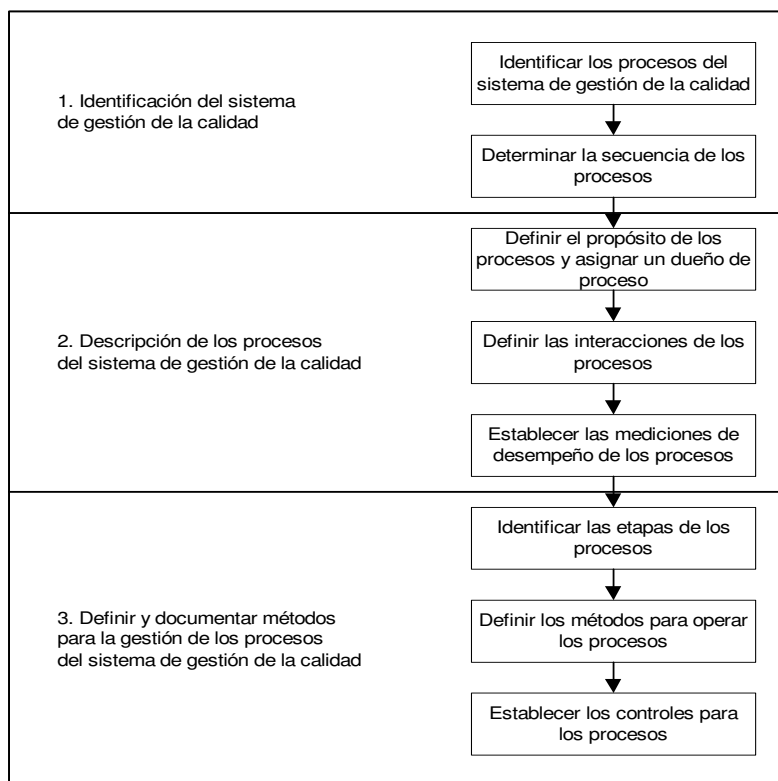 1. Identificación del sistema
de gestión de la calidad
Identificar los procesos del
sistema de gestión de la calidad
Determinar la secuencia de los
procesos
2. Descripción de los procesos
del sistema de gestión de la calidad
Definir el propósito de los
procesos y asignar un dueño de
proceso
Definir las interacciones de los
procesos
Establecer las mediciones de
desempeño de los procesos
3. Definir y documentar métodos
para la gestión de los procesos
del sistema de gestión de la calidad
Identificar las etapas de los
procesos
Definir los métodos para operar
los procesos
Establecer los controles para
los procesos